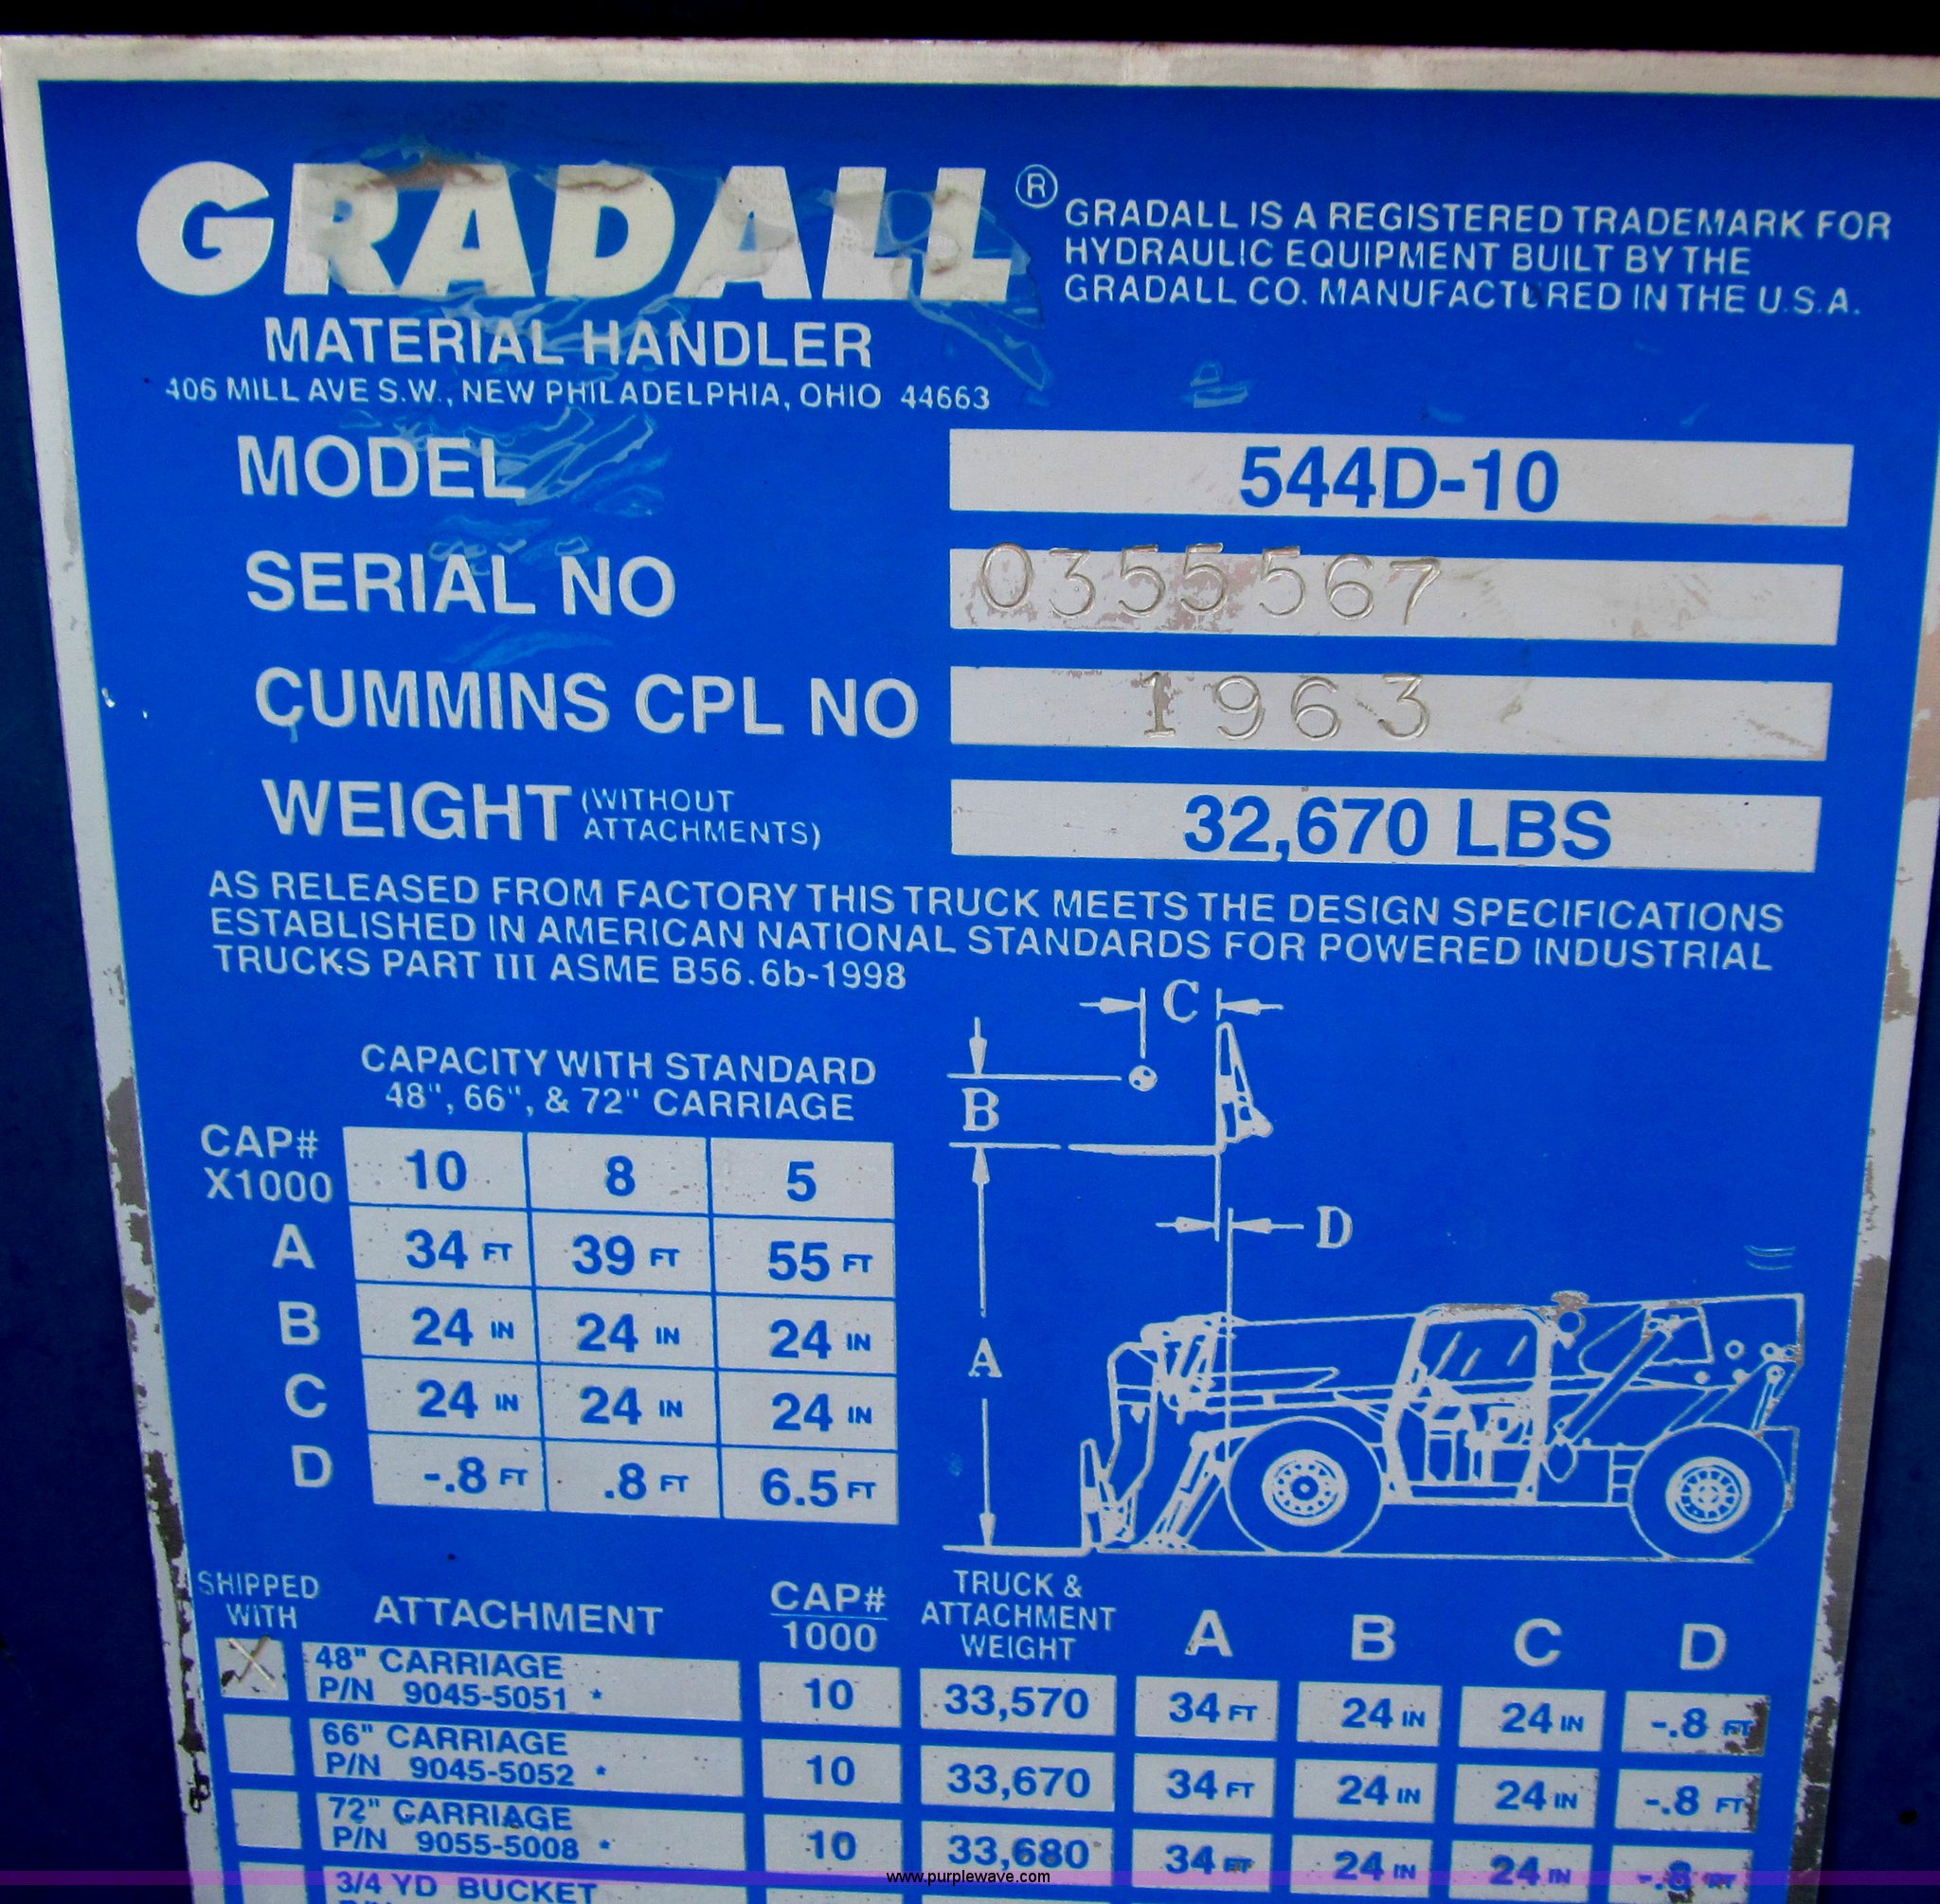 GRADALL®
GRADALL IS A REGISTERED TRADEMARK FOR
HYDRAULIC EQUIPMENT BUILT BY THE
GRADALL CO. MANUFACTURED IN THE U.S.A.
MATERIAL HANDLER
406 MILL AVE S.W., NEW PHILADELPHIA, OHIO 44663
MODEL 544D-10
SERIAL NO 0355567
CUMMINS CPL NO 1963
WEIGHT (WITHOUT ATTACHMENTS) 32,670 LBS
AS RELEASED FROM FACTORY THIS TRUCK MEETS THE DESIGN SPECIFICATIONS
ESTABLISHED IN AMERICAN NATIONAL STANDARDS FOR POWERED INDUSTRIAL
TRUCKS PART III ASME B56.6b-1998
CAPACITY WITH STANDARD
48", 66", & 72" CARRIAGE
CAP# X1000 10 8 5
A 34 FT 39 FT 55 FT
B 24 IN 24 IN 24 IN
C 24 IN 24 IN 24 IN
D -.8 FT .8 FT 6.5 FT
C
B
D
A
SHIPPED WITH ATTACHMENT CAP# 1000 TRUCK & ATTACHMENT WEIGHT A B C D
X 48" CARRIAGE P/N 9045-5051 * 10 33,570 34 FT 24 IN 24 IN -.8 FT
66" CARRIAGE P/N 9045-5052 * 10 33,670 34 FT 24 IN 24 IN -.8 FT
72" CARRIAGE P/N 9055-5008 * 10 33,680 34 FT 24 IN 24 IN -.8 FT
3/4 YD BUCKET
www.purplewave.com